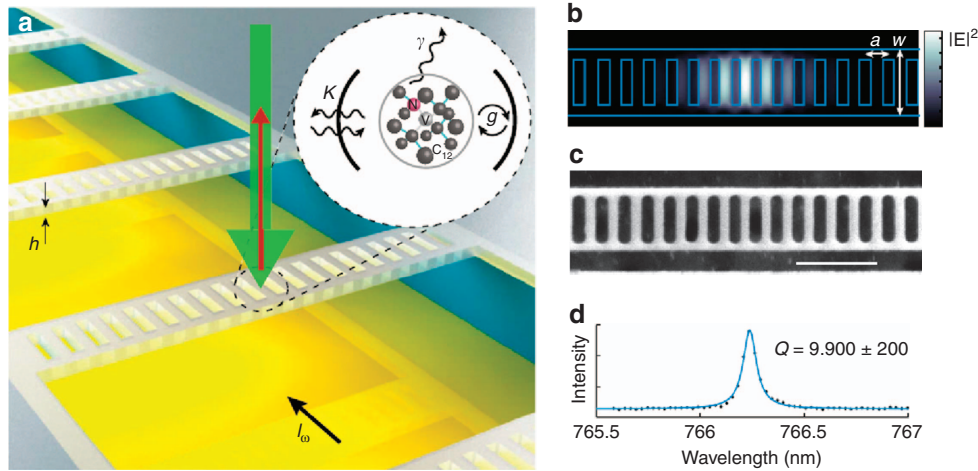 a
γ
K
N
V
g
C12
h
Iω
b
a
w
|E|2
c
d
Q = 9.900 ± 200
Intensity
765.5
766
766.5
767
Wavelength (nm)